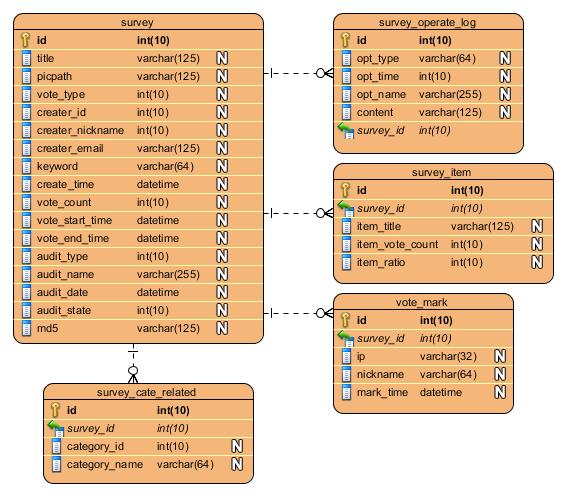 survey
id int(10)
title varchar(125) N
picpath varchar(125) N
vote_type int(10) N
creater_id int(10) N
creater_nickname int(10) N
creater_email varchar(125) N
keyword varchar(64) N
create_time datetime N
vote_count int(10) N
vote_start_time datetime N
vote_end_time datetime N
audit_type int(10) N
audit_name varchar(255) N
audit_date datetime N
audit_state int(10) N
md5 varchar(125) N
survey_operate_log
id int(10)
opt_type varchar(64) N
opt_time int(10) N
opt_name varchar(255) N
content varchar(125) N
survey_id int(10)
survey_item
id int(10)
survey_id int(10)
item_title varchar(125) N
item_vote_count int(10) N
item_ratio int(10) N
vote_mark
id int(10)
survey_id int(10)
ip varchar(32) N
nickname varchar(64) N
mark_time datetime N
survey_cate_related
id int(10)
survey_id int(10)
category_id int(10) N
category_name varchar(64) N